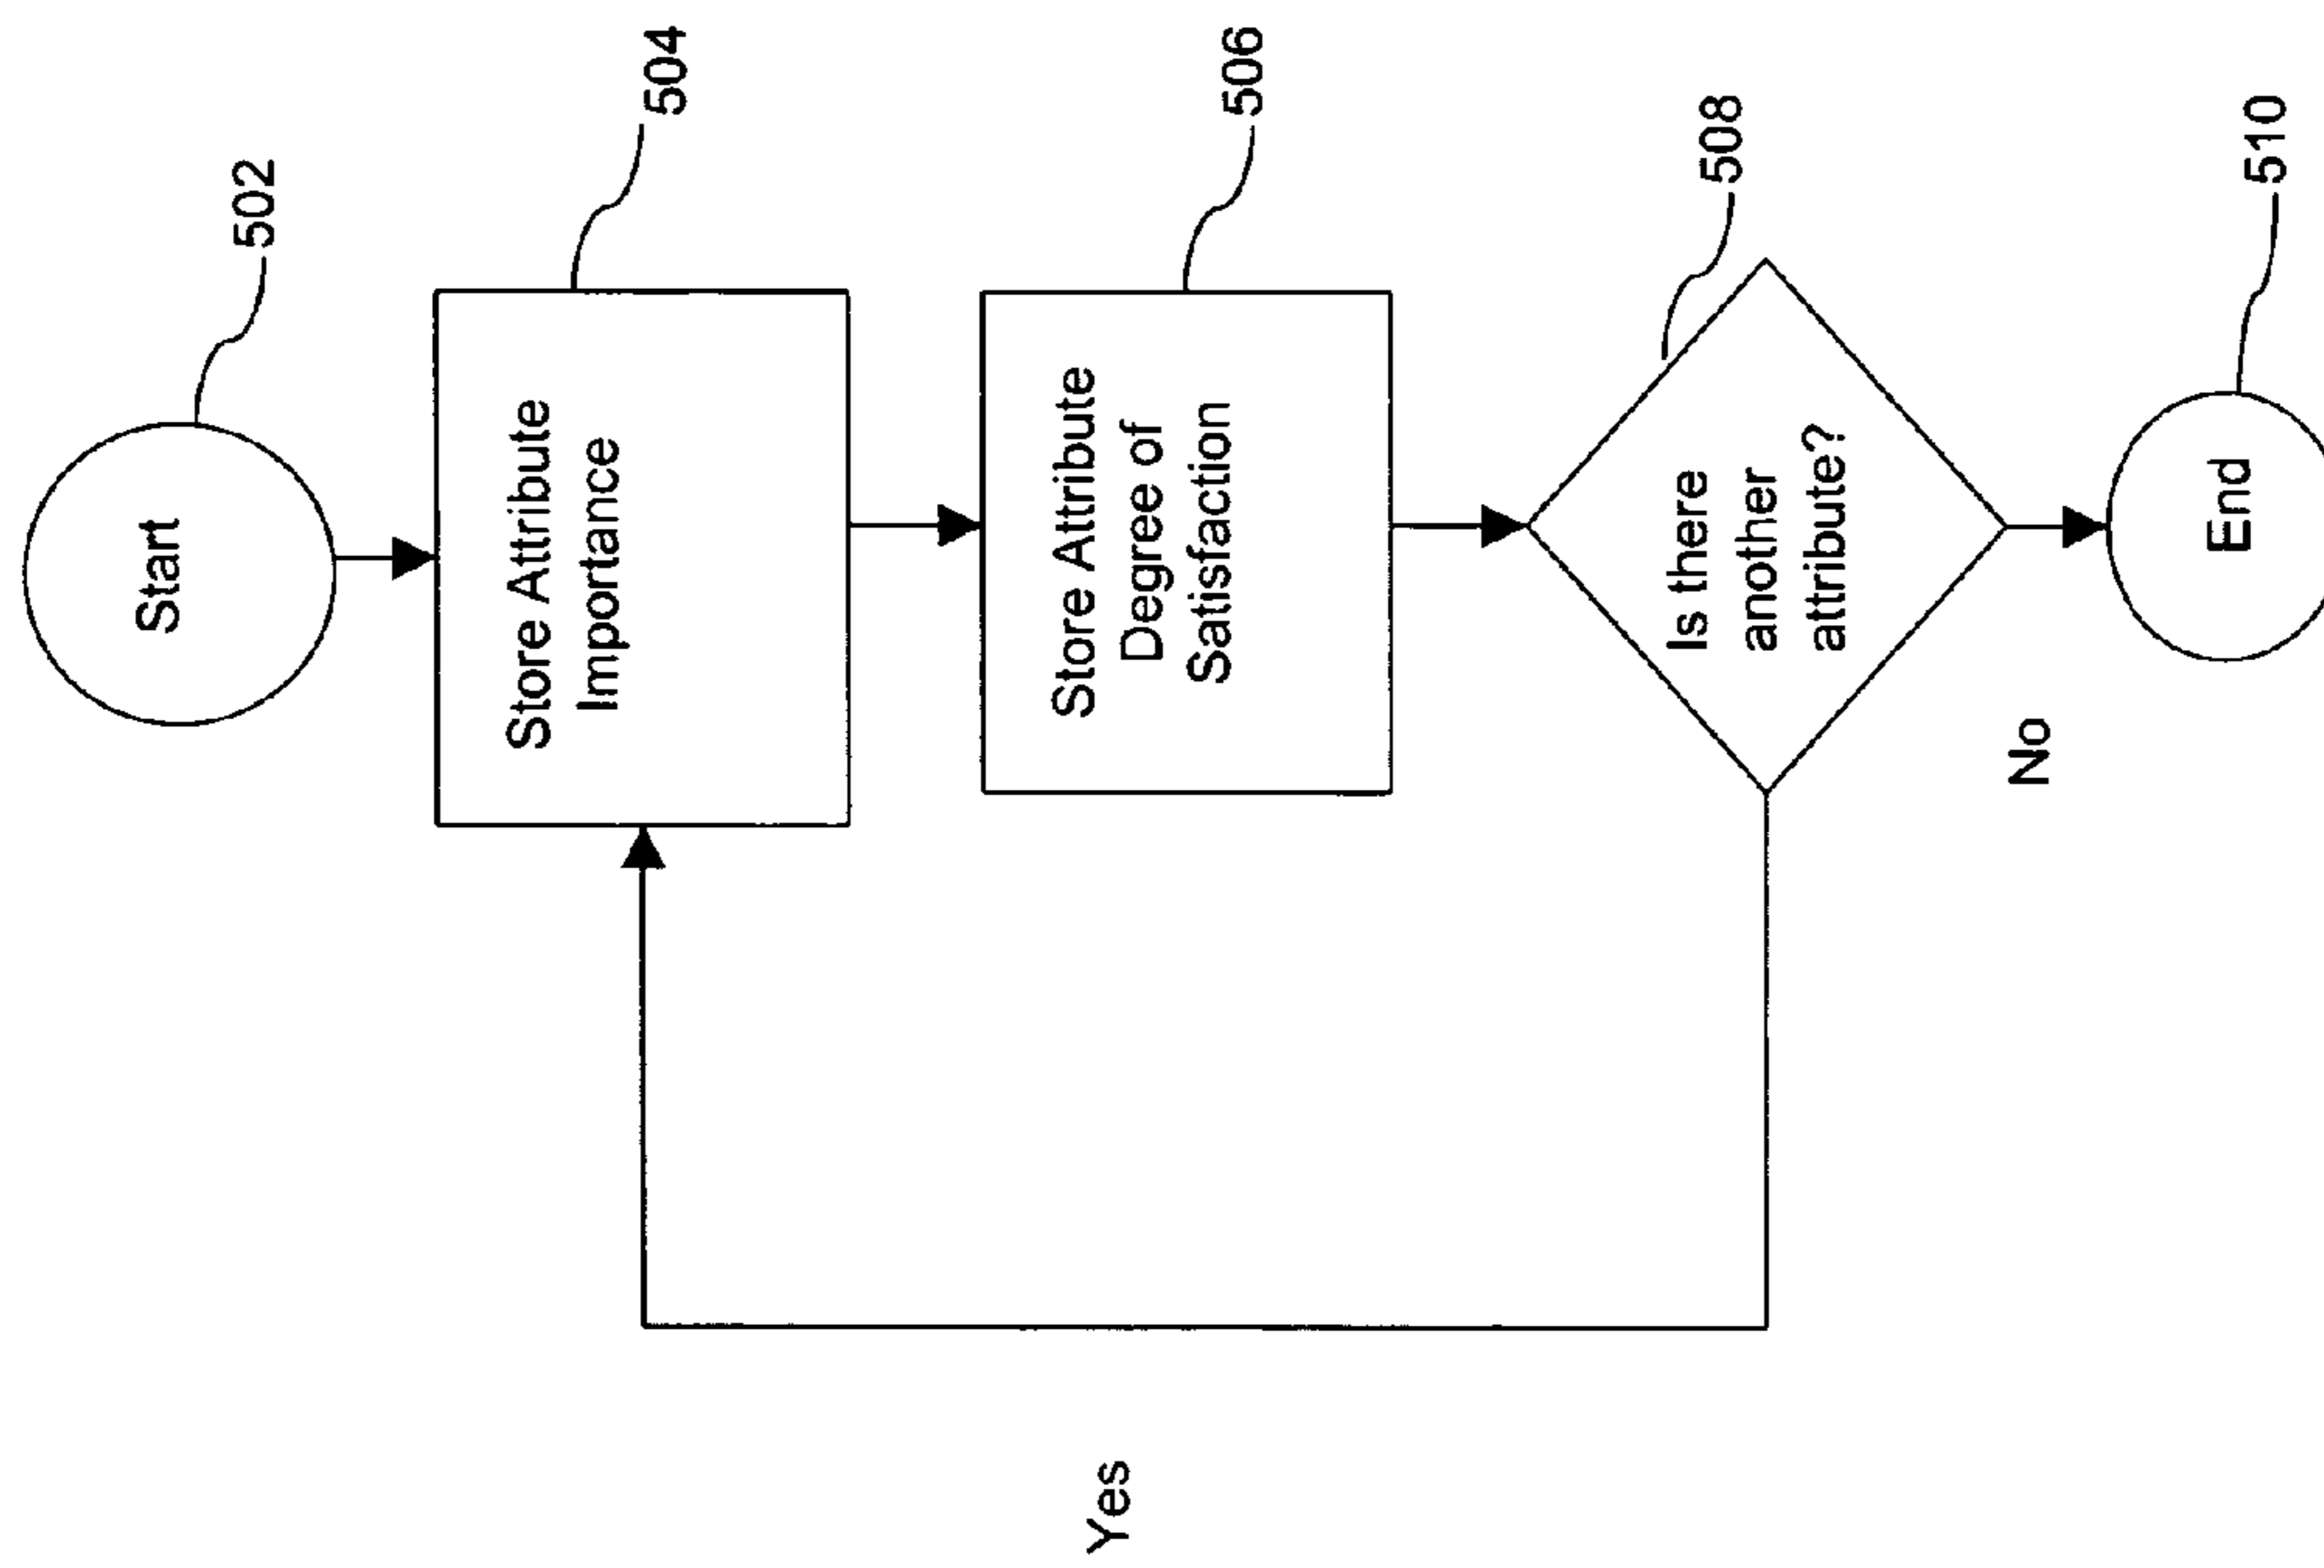 Start
502
Store Attribute
Importance
504
Store Attribute
Degree of
Satisfaction
506
Is there
another
attribute?
508
Yes
No
End
510